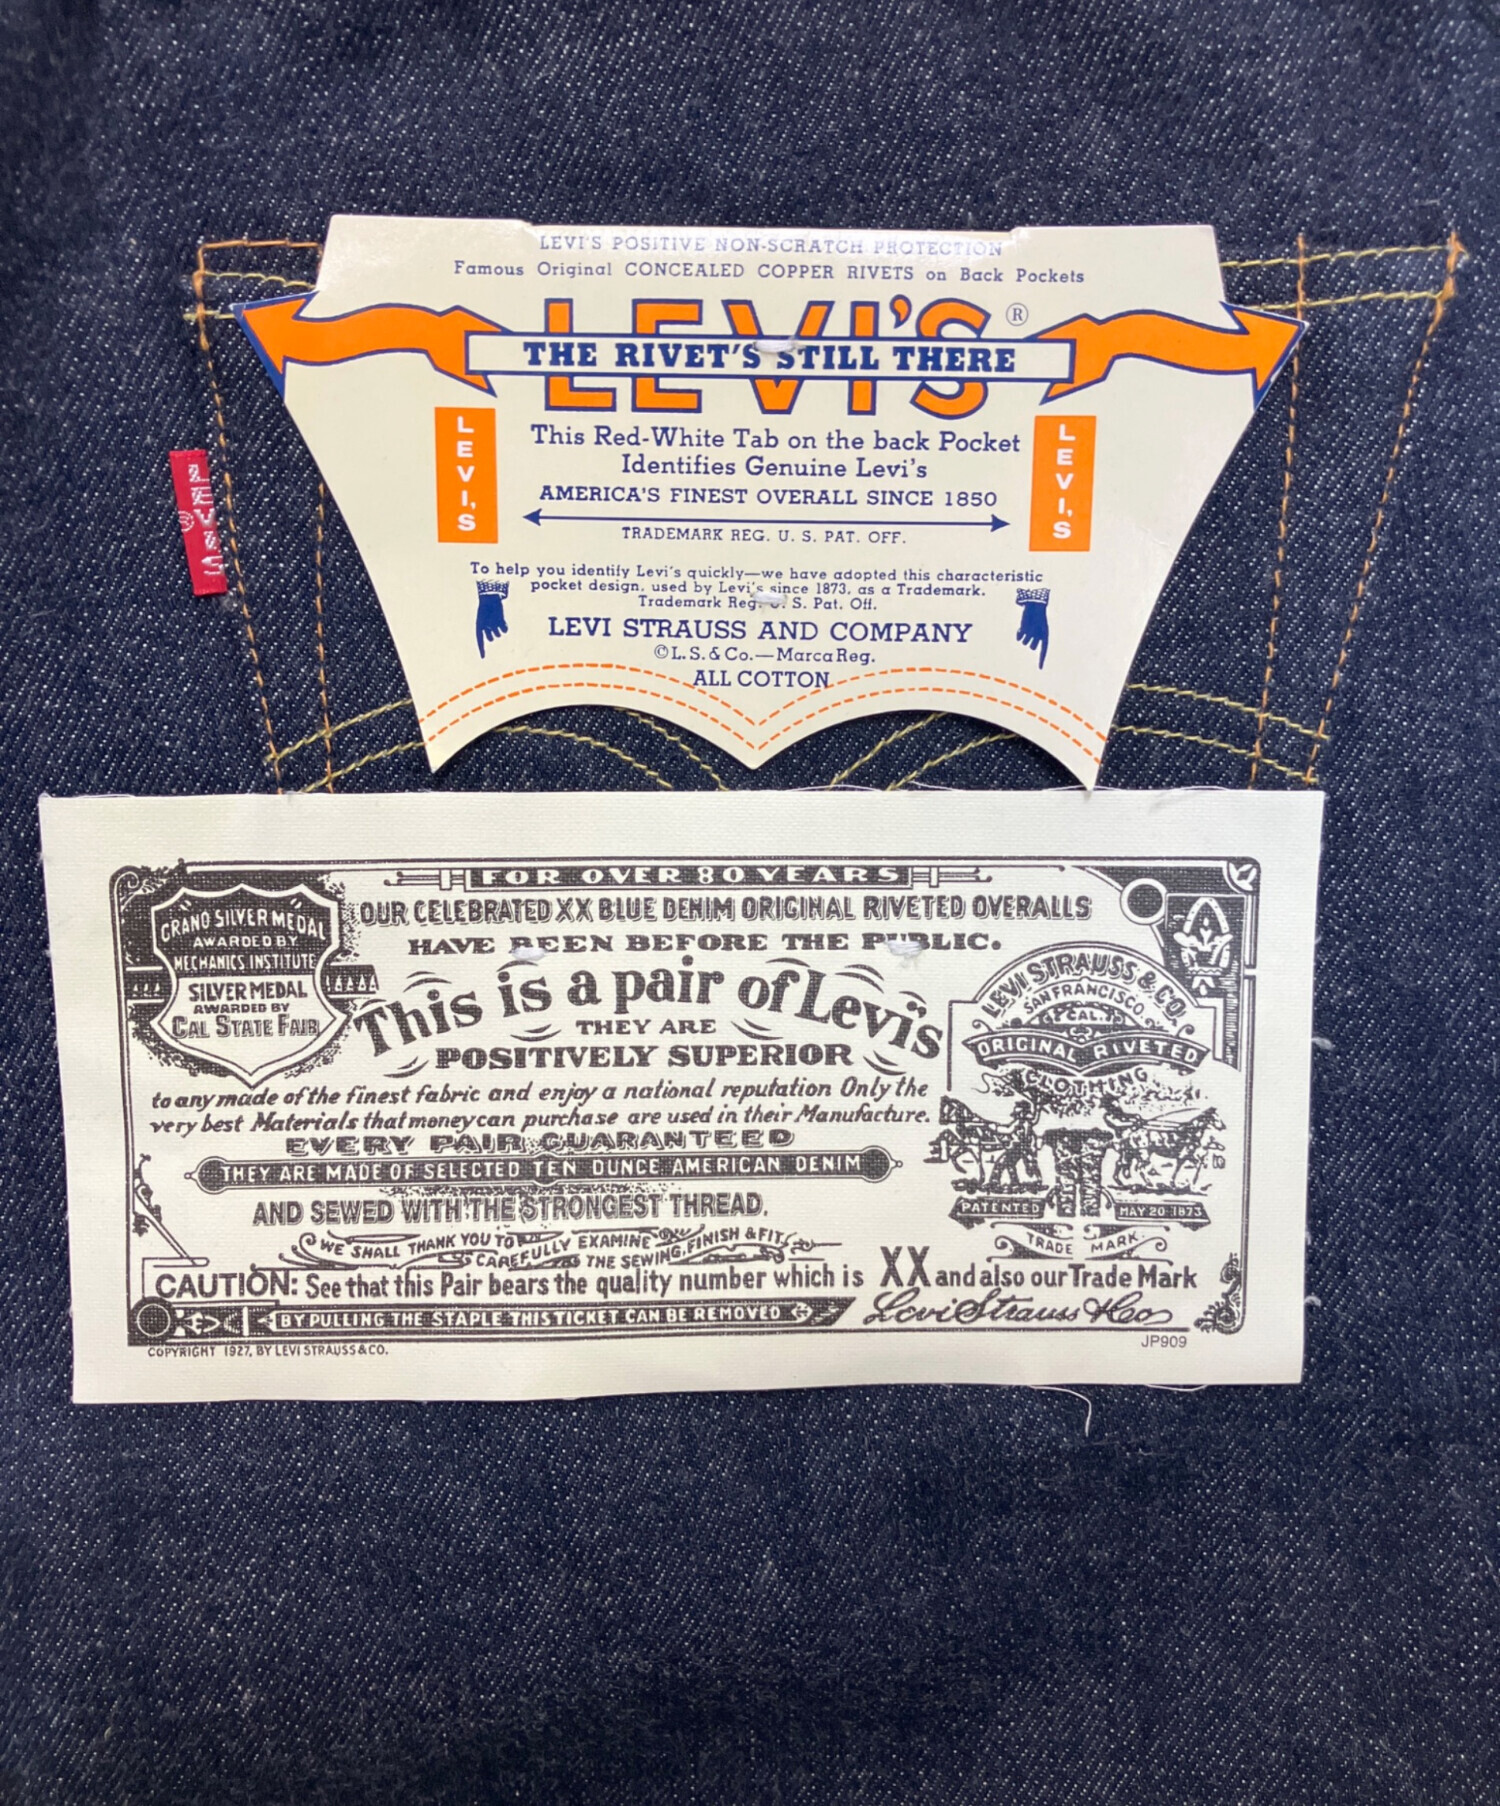 LEVI'S POSITIVE NON-SCRATCH PROTECTION
Famous Original CONCEALED COPPER RIVETS on Back Pockets
LEVI'S ®
THE RIVET'S STILL THERE
LEVI'S
LEVI'S
This Red-White Tab on the back Pocket
Identifies Genuine Levi's
AMERICA'S FINEST OVERALL SINCE 1850
TRADEMARK REG. U. S. PAT. OFF.
To help you identify Levi's quickly—we have adopted this characteristic
pocket design, used by Levi's since 1873, as a Trademark.
Trademark Reg. U. S. Pat. Off.
LEVI STRAUSS AND COMPANY
© L. S. & Co.—Marca Reg.
ALL COTTON
LEVI'S ®
FOR OVER 80 YEARS
OUR CELEBRATED XX BLUE DENIM ORIGINAL RIVETED OVERALLS
HAVE BEEN BEFORE THE PUBLIC.
GRAND SILVER MEDAL
AWARDED BY
MECHANICS INSTITUTE
SILVER MEDAL
AWARDED BY
CAL STATE FAIR
This is a pair of Levi's
THEY ARE
POSITIVELY SUPERIOR
to any made of the finest fabric and enjoy a national reputation Only the
very best Materials that money can purchase are used in their Manufacture.
EVERY PAIR GUARANTEED
THEY ARE MADE OF SELECTED TEN OUNCE AMERICAN DENIM
AND SEWED WITH THE STRONGEST THREAD.
WE SHALL THANK YOU TO CAREFULLY EXAMINE THE SEWING, FINISH & FIT.
LEVI STRAUSS & CO.
SAN FRANCISCO.
CAL.
ORIGINAL RIVETED
CLOTHING
PATENTED MAY 20 1873
TRADE MARK
CAUTION: See that this Pair bears the quality number which is XX and also our Trade Mark
BY PULLING THE STAPLE THIS TICKET CAN BE REMOVED
Levi Strauss & Co
COPYRIGHT 1927, BY LEVI STRAUSS & CO.
JP909